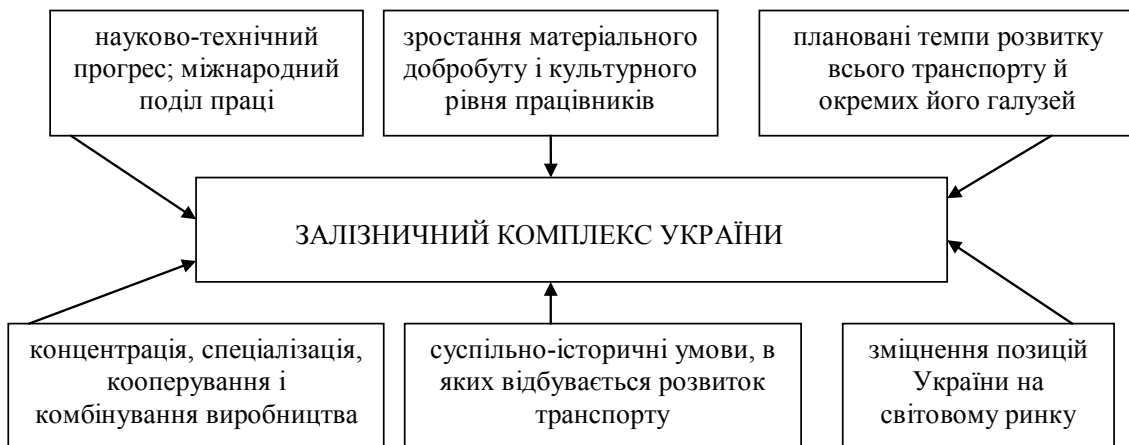 науково-технічний
прогрес; міжнародний
поділ праці
зростання матеріального
добробуту і культурного
рівня працівників
плановані темпи розвитку
всього транспорту й
окремих його галузей
ЗАЛІЗНИЧНИЙ КОМПЛЕКС УКРАЇНИ
концентрація, спеціалізація,
кооперування і
комбінування виробництва
суспільно-історичні умови, в
яких відбувається розвиток
транспорту
зміцнення позицій
України на
світовому ринку